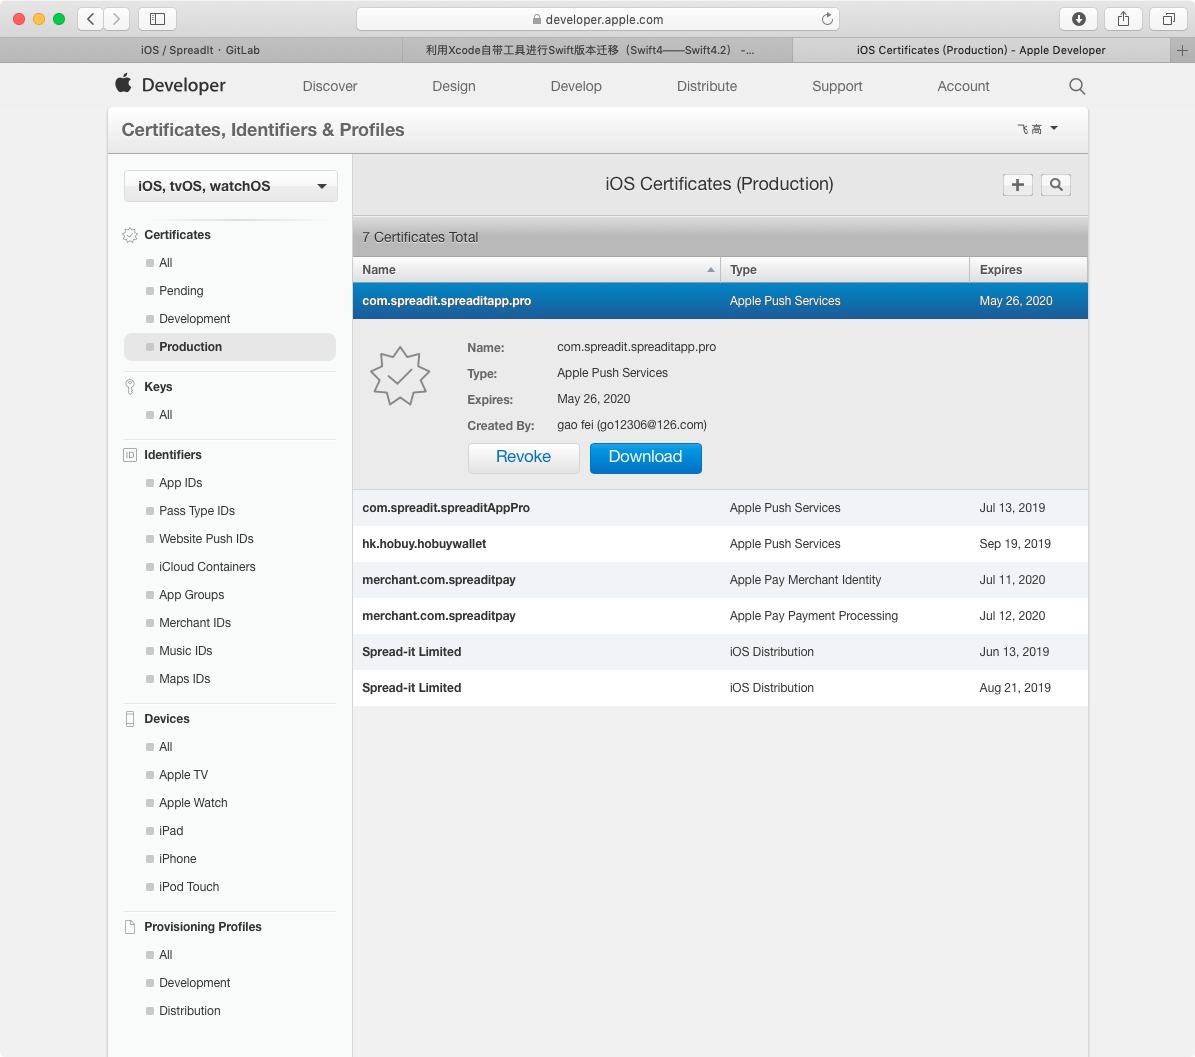 developer.apple.com
iOS / SpreadIt · GitLab
利用Xcode自带工具进行Swift版本迁移（Swift4——Swift4.2） -...
iOS Certificates (Production) - Apple Developer
Developer
Discover
Design
Develop
Distribute
Support
Account
Certificates, Identifiers & Profiles
飞 高
iOS, tvOS, watchOS
Certificates
All
Pending
Development
Production
Keys
All
ID
Identifiers
App IDs
Pass Type IDs
Website Push IDs
iCloud Containers
App Groups
Merchant IDs
Music IDs
Maps IDs
Devices
All
Apple TV
Apple Watch
iPad
iPhone
iPod Touch
Provisioning Profiles
All
Development
Distribution
iOS Certificates (Production)
7 Certificates Total
Name Type Expires
com.spreadit.spreaditapp.pro Apple Push Services May 26, 2020
Name: com.spreadit.spreaditapp.pro
Type: Apple Push Services
Expires: May 26, 2020
Created By: gao fei (go12306@126.com)
Revoke Download
com.spreadit.spreaditAppPro Apple Push Services Jul 13, 2019
hk.hobuy.hobuywallet Apple Push Services Sep 19, 2019
merchant.com.spreaditpay Apple Pay Merchant Identity Jul 11, 2020
merchant.com.spreaditpay Apple Pay Payment Processing Jul 12, 2020
Spread-it Limited iOS Distribution Jun 13, 2019
Spread-it Limited iOS Distribution Aug 21, 2019